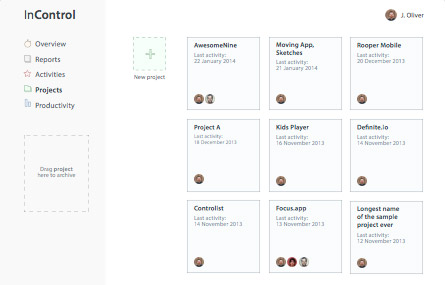 InControl
J. Oliver
Overview
Reports
Activities
Projects
Productivity
Drag project
here to archive
New project
AwesomeNine
Last activity:
22 January 2014
Moving App,
Sketches
Last activity:
21 January 2014
Rooper Mobile
Last activity:
20 December 2013
Project A
Last activity:
18 December 2013
Kids Player
Last activity:
16 November 2013
Definite.io
Last activity:
14 November 2013
Controlist
Last activity:
14 November 2013
Focus.app
Last activity:
13 November 2013
Longest name
of the sample
project ever
Last activity:
12 November 2013